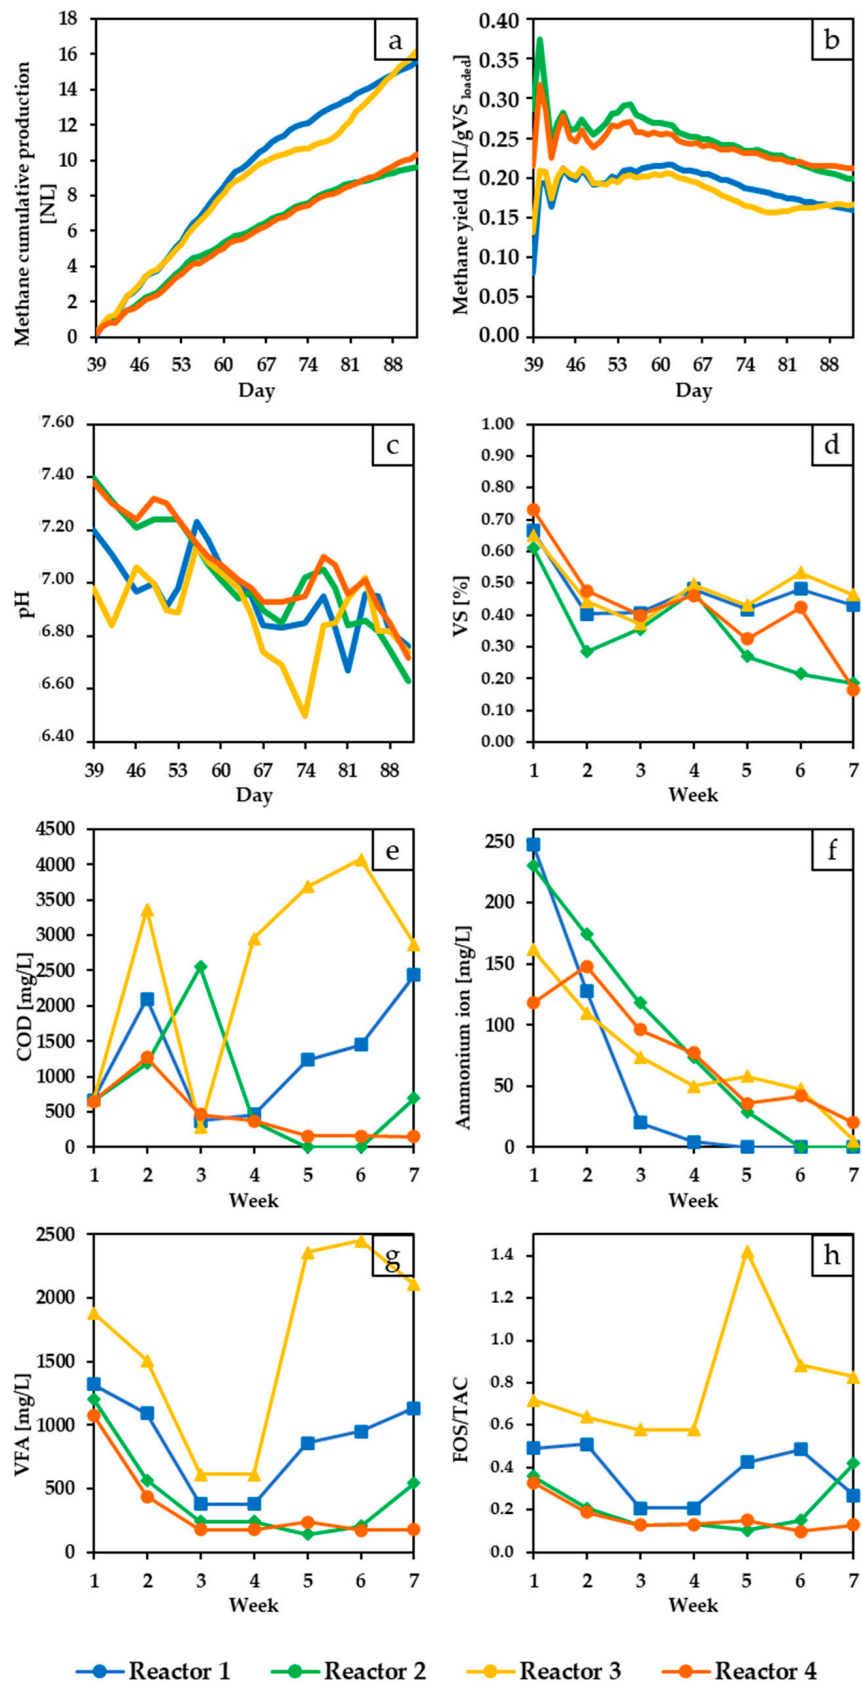 a
18
16
14
12
10
8
6
4
2
0
Methane cumulative production
[NL]
39 46 53 60 67 74 81 88
Day
b
0.40
0.35
0.30
0.25
0.20
0.15
0.10
0.05
0.00
Methane yield [NL/gVS loaded]
39 46 53 60 67 74 81 88
Day
c
7.60
7.40
7.20
7.00
6.80
6.60
6.40
pH
39 46 53 60 67 74 81 88
Day
d
1.00
0.90
0.80
0.70
0.60
0.50
0.40
0.30
0.20
0.10
0.00
VS [%]
1 2 3 4 5 6 7
Week
e
4500
4000
3500
3000
2500
2000
1500
1000
500
0
COD [mg/L]
1 2 3 4 5 6 7
Week
f
250
200
150
100
50
0
Ammonium ion [mg/L]
1 2 3 4 5 6 7
Week
g
2500
2000
1500
1000
500
0
VFA [mg/L]
1 2 3 4 5 6 7
Week
h
1.4
1.2
1.0
0.8
0.6
0.4
0.2
0.0
FOS/TAC
1 2 3 4 5 6 7
Week
Reactor 1 Reactor 2 Reactor 3 Reactor 4